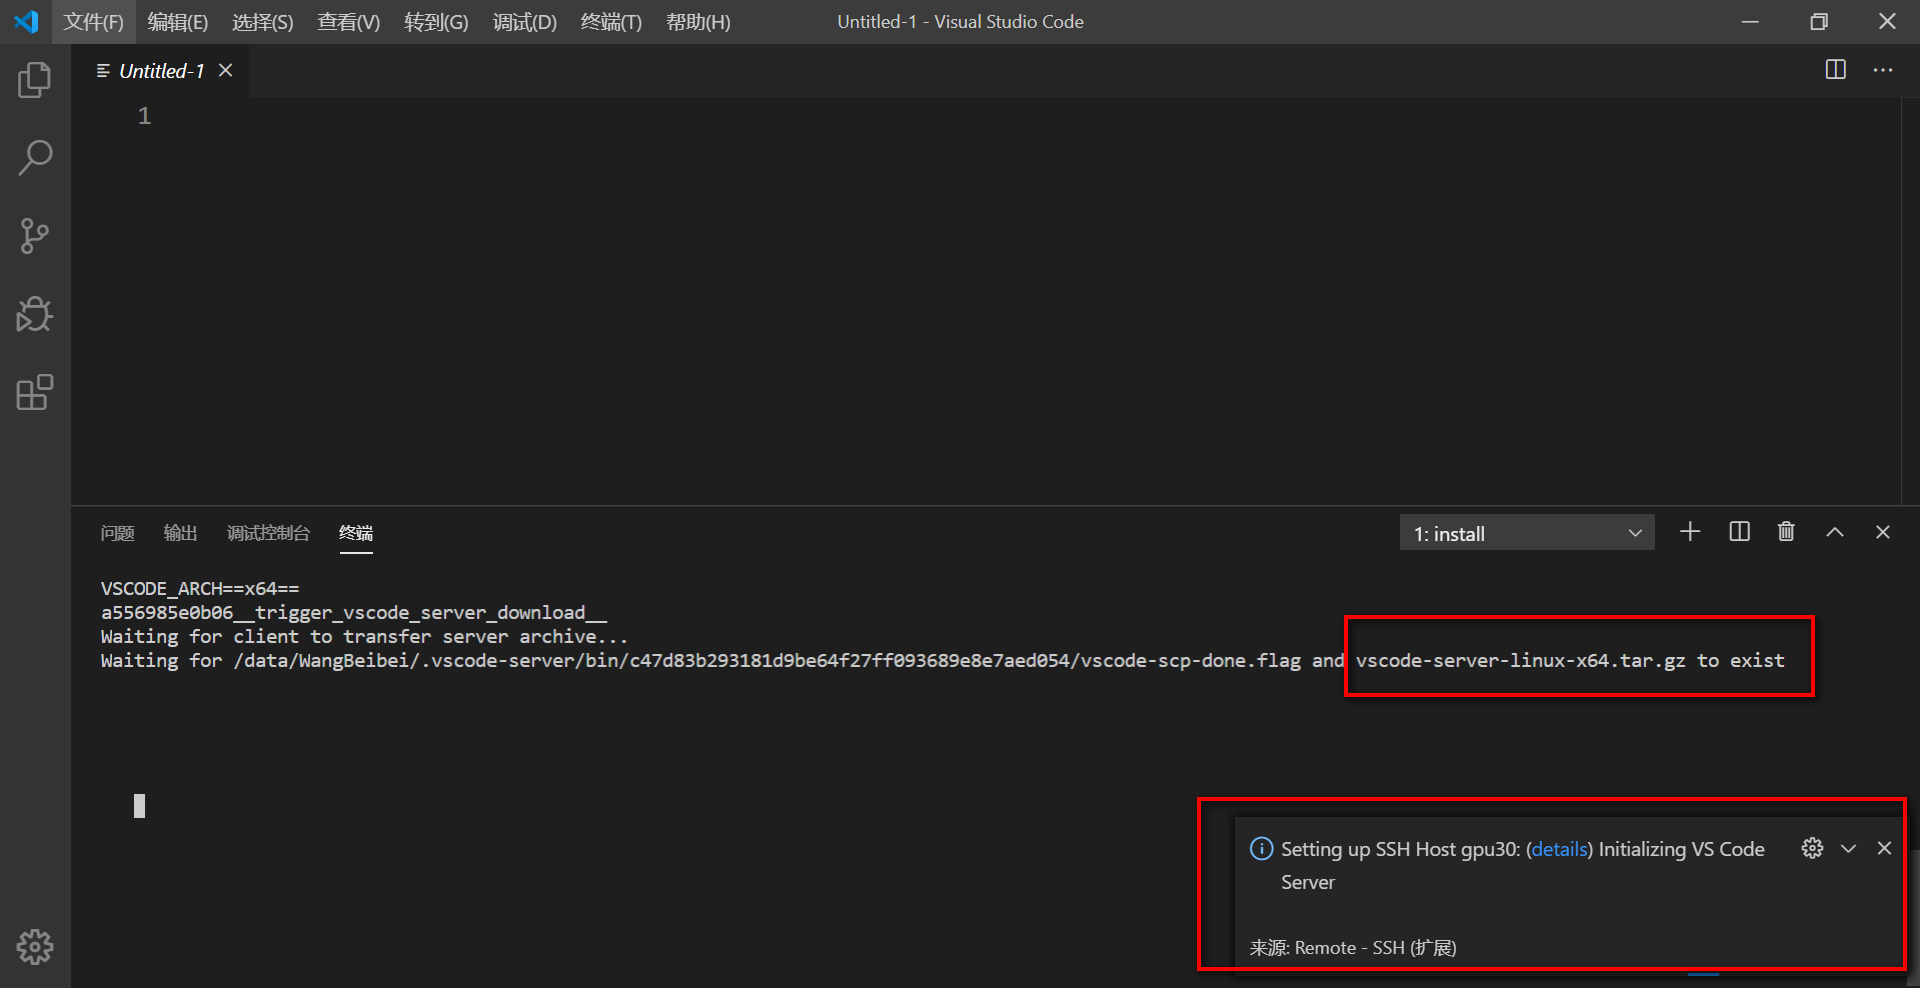 文件(F) 编辑(E) 选择(S) 查看(V) 转到(G) 调试(D) 终端(T) 帮助(H) Untitled-1 - Visual Studio Code
Untitled-1
1
问题 输出 调试控制台 终端 1: install
VSCODE_ARCH==x64==
a556985e0b06__trigger_vscode_server_download__
Waiting for client to transfer server archive...
Waiting for /data/WangBeibei/.vscode-server/bin/c47d83b293181d9be64f27ff093689e8e7aed054/vscode-scp-done.flag and vscode-server-linux-x64.tar.gz to exist
Setting up SSH Host gpu30: (details) Initializing VS Code
Server
来源: Remote - SSH (扩展)